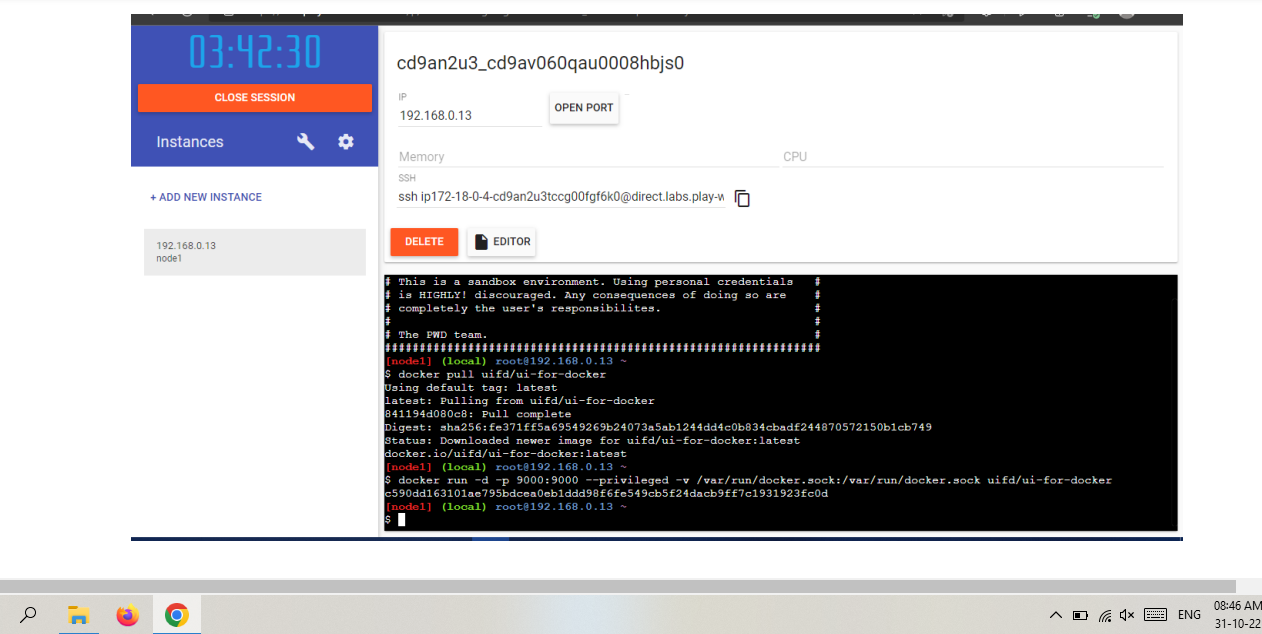 03:42:30
CLOSE SESSION
Instances
+ ADD NEW INSTANCE
192.168.0.13
node1
cd9an2u3_cd9av060qau0008hbjs0
IP
192.168.0.13
OPEN PORT
Memory
CPU
SSH
ssh ip172-18-0-4-cd9an2u3tccg00fgf6k0@direct.labs.play-w
DELETE
EDITOR
# This is a sandbox environment. Using personal credentials #
# is HIGHLY! discouraged. Any consequences of doing so are #
# completely the user's responsibilites. #
# #
# The PWD team. #
###############################################################
[node1] (local) root@192.168.0.13 ~
$ docker pull uifd/ui-for-docker
Using default tag: latest
latest: Pulling from uifd/ui-for-docker
841194d080c8: Pull complete
Digest: sha256:fe371ff5a69549269b24073a5ab1244dd4c0b834cbadf244870572150b1cb749
Status: Downloaded newer image for uifd/ui-for-docker:latest
docker.io/uifd/ui-for-docker:latest
[node1] (local) root@192.168.0.13 ~
$ docker run -d -p 9000:9000 --privileged -v /var/run/docker.sock:/var/run/docker.sock uifd/ui-for-docker
c590dd163101ae795bdcea0eb1ddd98f6fe549cb5f24dacb9ff7c1931923fc0d
[node1] (local) root@192.168.0.13 ~
$
ENG
08:46 AM
31-10-22